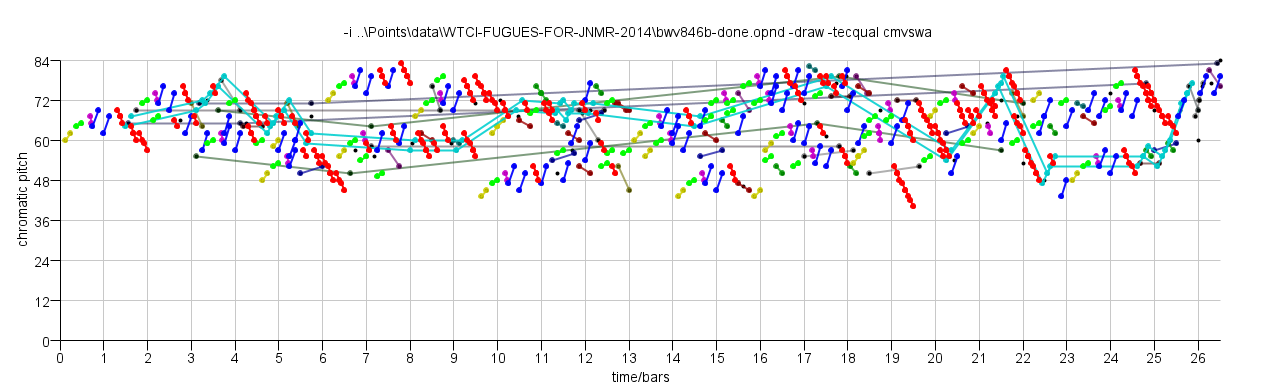 -i ..\Points\data\WTCI-FUGUES-FOR-JNMR-2014\bwv846b-done.opnd -draw -tecqual cmvswa
84
72
60
48
36
24
12
0
chromatic pitch
0 1 2 3 4 5 6 7 8 9 10 11 12 13 14 15 16 17 18 19 20 21 22 23 24 25 26
time/bars